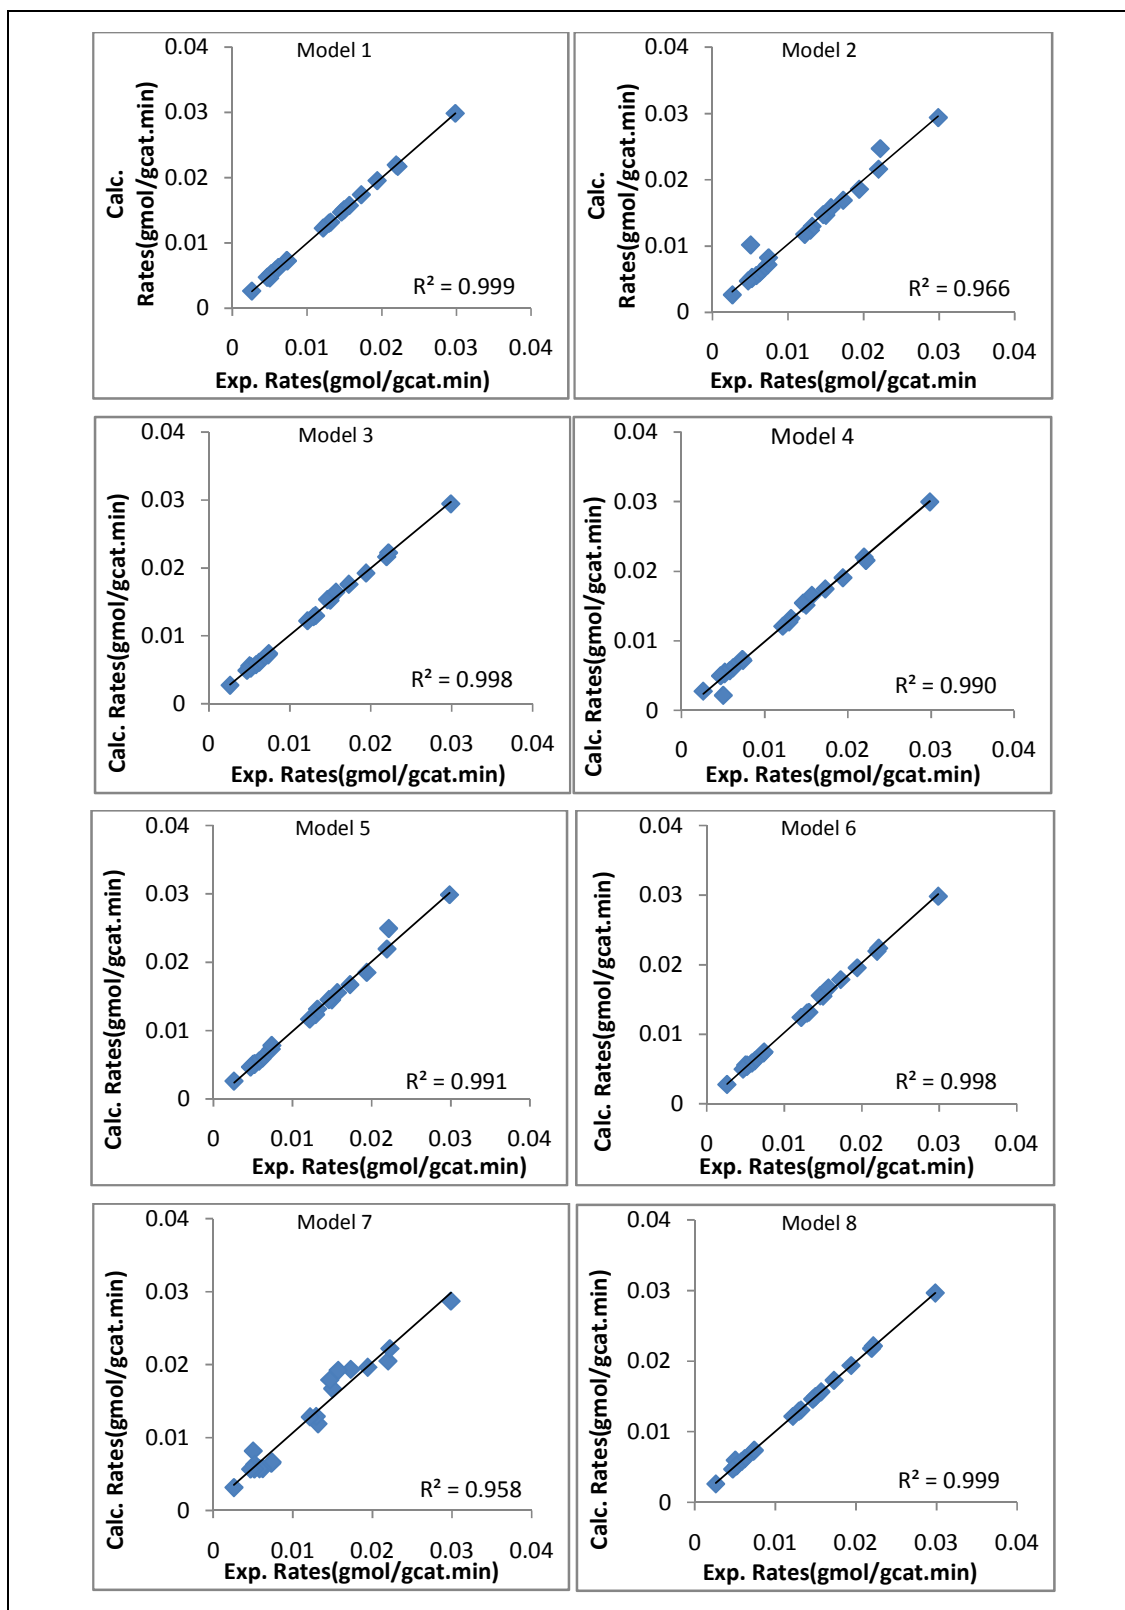 Model 1
Calc.
Rates(gmol/gcat.min)
0.04
0.03
0.02
0.01
0
R² = 0.999
0 0.01 0.02 0.03 0.04
Exp. Rates(gmol/gcat.min)
Model 2
Calc.
Rates(gmol/gcat.min)
0.04
0.03
0.02
0.01
0
R² = 0.966
0 0.01 0.02 0.03 0.04
Exp. Rates(gmol/gcat.min
Model 3
Calc. Rates(gmol/gcat.min)
0.04
0.03
0.02
0.01
0
R² = 0.998
0 0.01 0.02 0.03 0.04
Exp. Rates(gmol/gcat.min)
Model 4
Calc. Rates(gmol/gcat.min)
0.04
0.03
0.02
0.01
0
R² = 0.990
0 0.01 0.02 0.03 0.04
Exp. Rates(gmol/gcat.min)
Model 5
Calc. Rates(gmol/gcat.min)
0.04
0.03
0.02
0.01
0
R² = 0.991
0 0.01 0.02 0.03 0.04
Exp. Rates(gmol/gcat.min)
Model 6
Calc. Rates(gmol/gcat.min)
0.04
0.03
0.02
0.01
0
R² = 0.998
0 0.01 0.02 0.03 0.04
Exp. Rates(gmol/gcat.min)
Model 7
Calc. Rates(gmol/gcat.min)
0.04
0.03
0.02
0.01
0
R² = 0.958
0 0.01 0.02 0.03 0.04
Exp. Rates(gmol/gcat.min)
Model 8
Calc. Rates(gmol/gcat.min)
0.04
0.03
0.02
0.01
0
R² = 0.999
0 0.01 0.02 0.03 0.04
Exp. Rates(gmol/gcat.min)